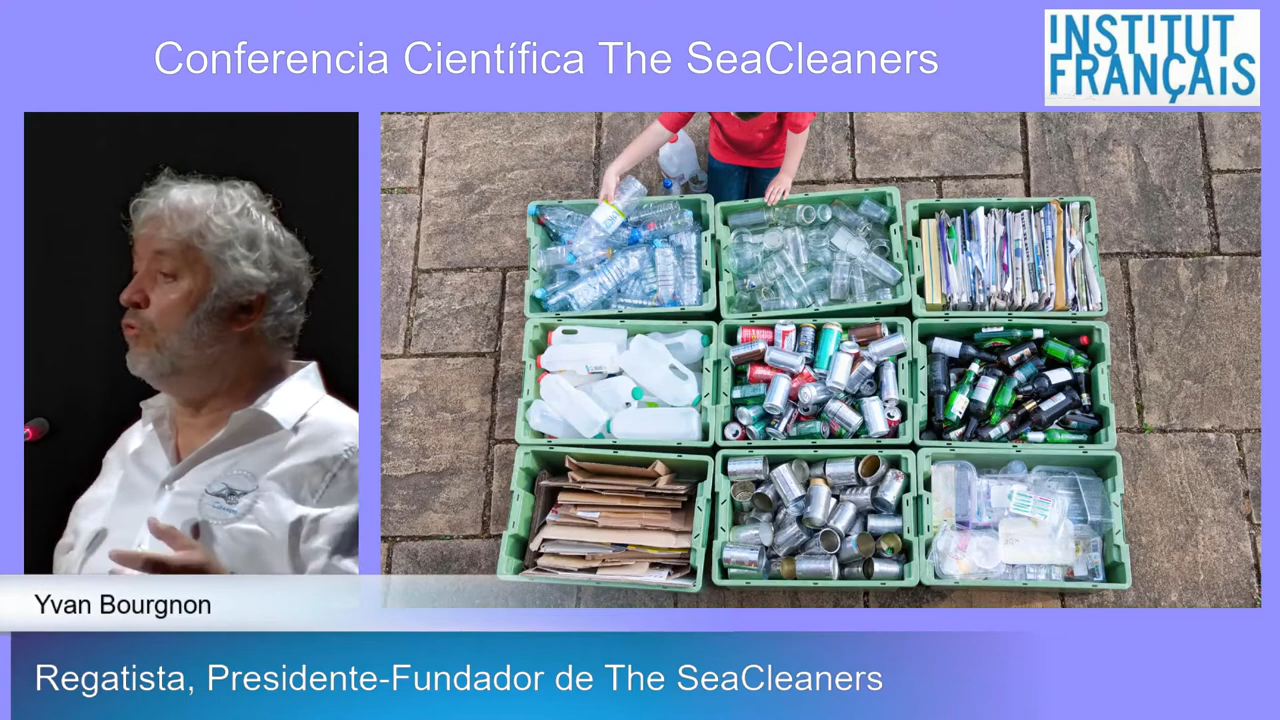 Conferencia Científica The SeaCleaners
INSTITUT
FRANÇAIS
Yvan Bourgnon
Regatista, Presidente-Fundador de The SeaCleaners